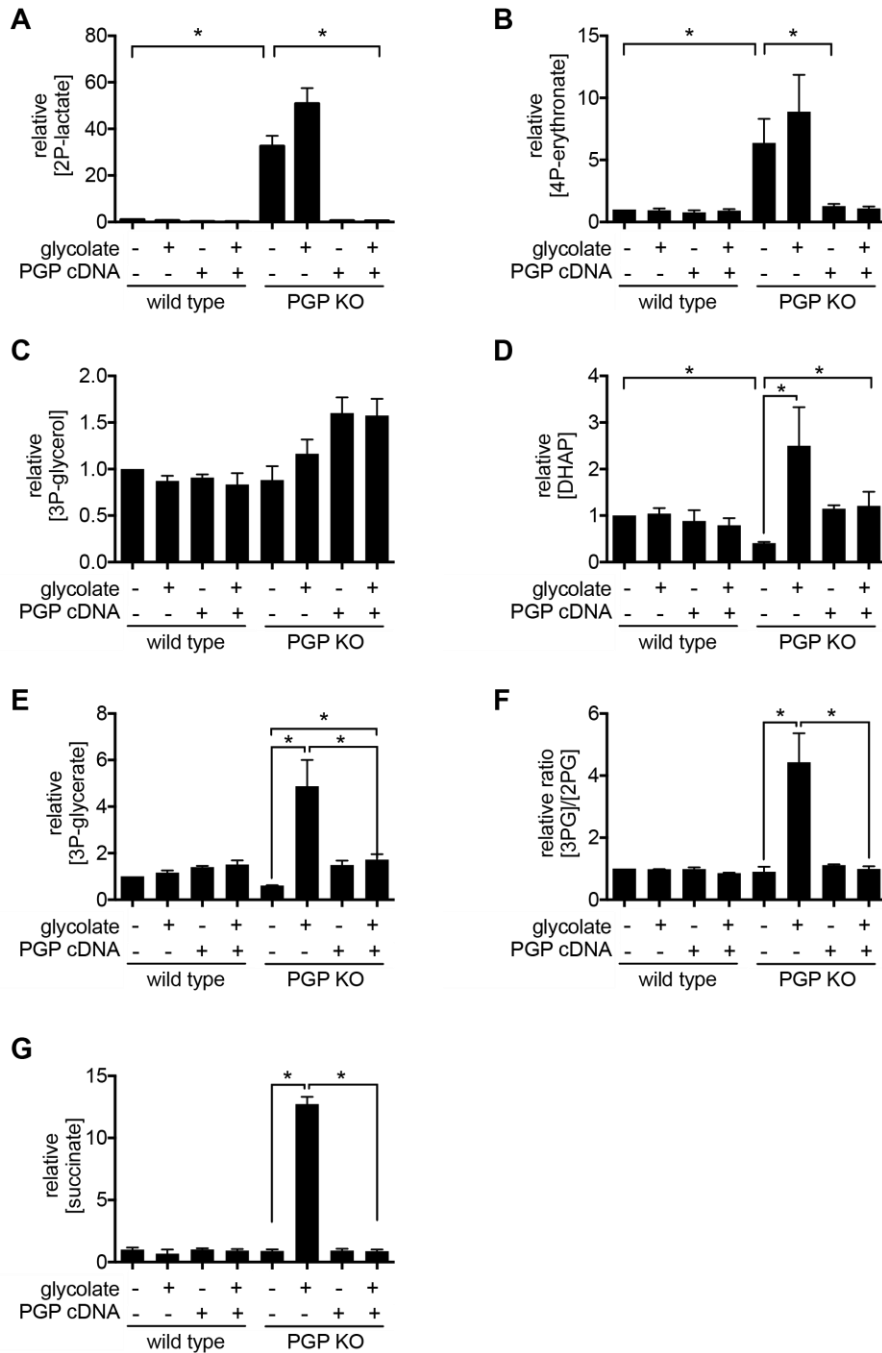 A
relative
[2P-lactate]
80
60
40
20
0
*
*
glycolate - + - + - + - +
PGP cDNA - - + + - - + +
wild type PGP KO
B
relative
[4P-erythronate]
15
10
5
0
*
*
glycolate - + - + - + - +
PGP cDNA - - + + - - + +
wild type PGP KO
C
relative
[3P-glycerol]
2.0
1.5
1.0
0.5
0.0
glycolate - + - + - + - +
PGP cDNA - - + + - - + +
wild type PGP KO
D
relative
[DHAP]
4
3
2
1
0
*
*
*
glycolate - + - + - + - +
PGP cDNA - - + + - - + +
wild type PGP KO
E
relative
[3P-glycerate]
8
6
4
2
0
*
*
*
glycolate - + - + - + - +
PGP cDNA - - + + - - + +
wild type PGP KO
F
relative ratio
[3PG]/[2PG]
6
4
2
0
*
*
glycolate - + - + - + - +
PGP cDNA - - + + - - + +
wild type PGP KO
G
relative
[succinate]
15
10
5
0
*
*
glycolate - + - + - + - +
PGP cDNA - - + + - - + +
wild type PGP KO